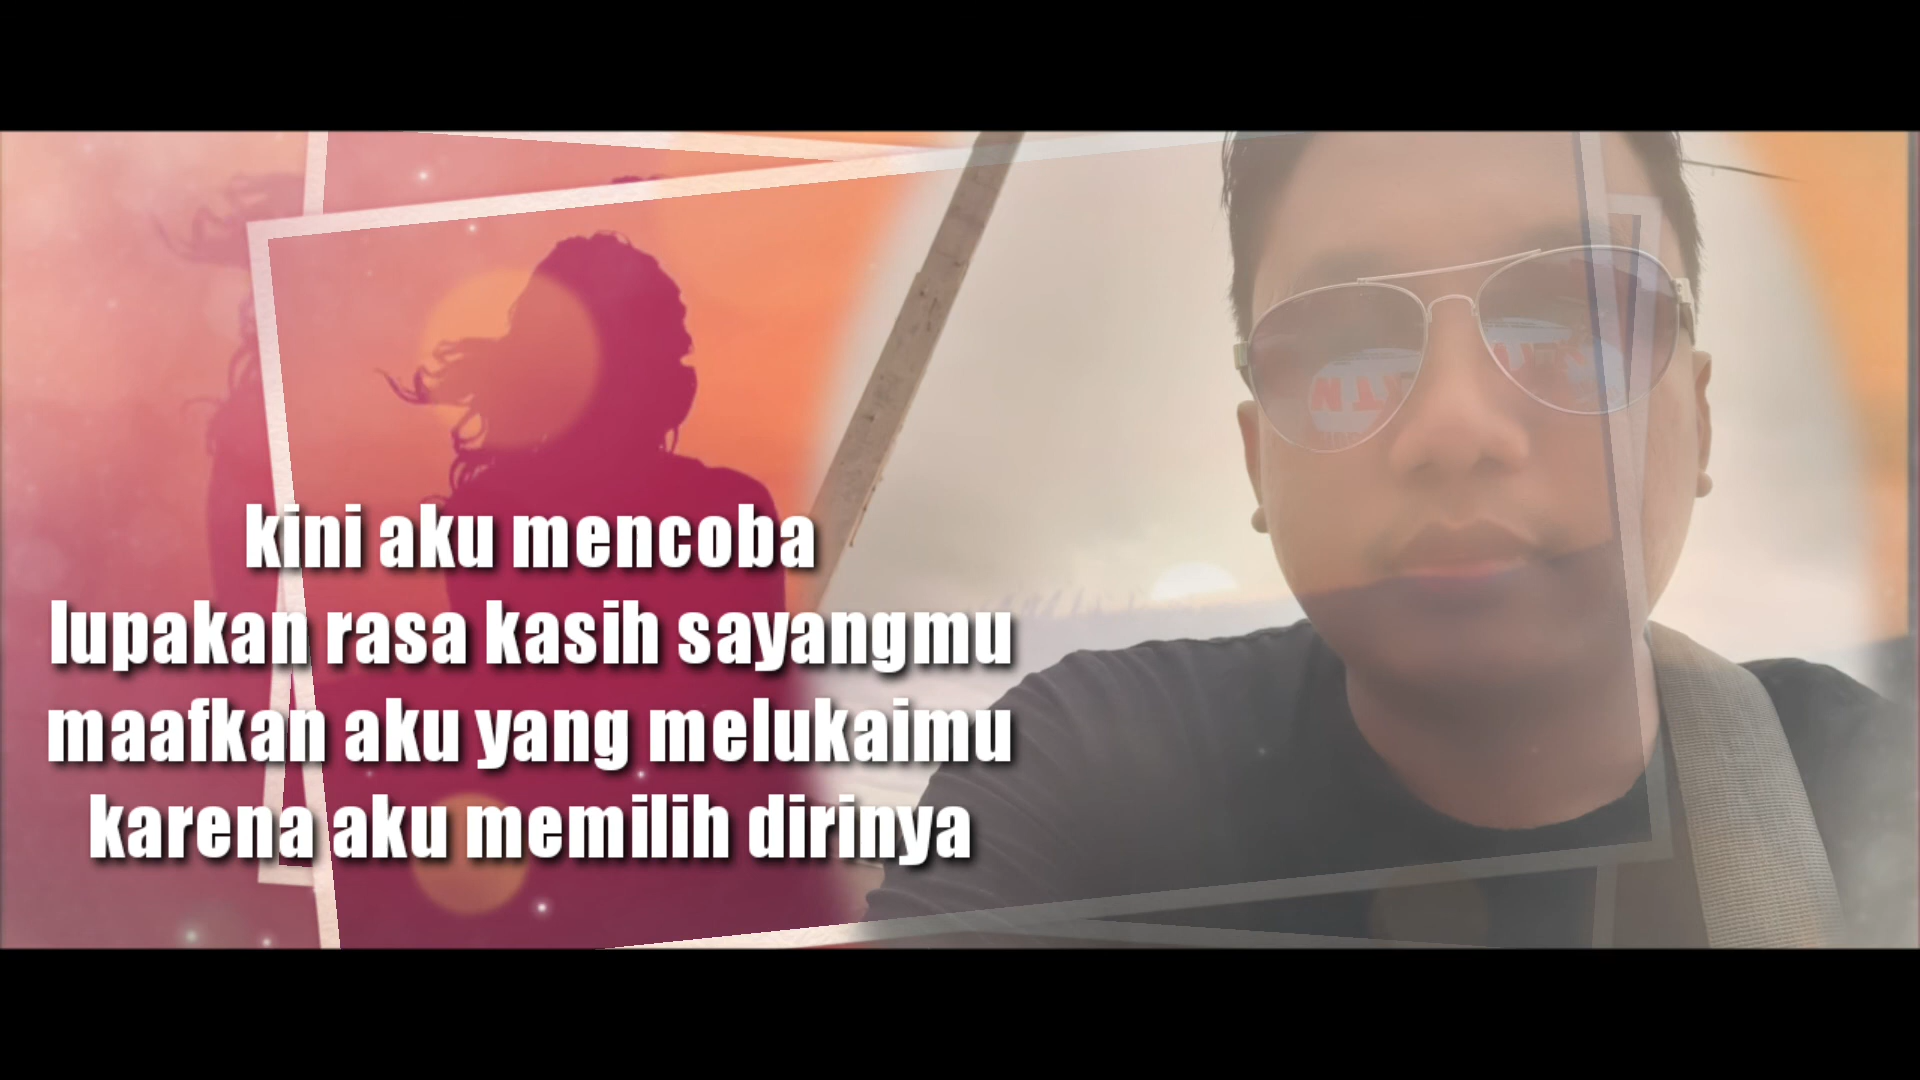 kini aku mencoba
lupakan rasa kasih sayangmu
maafkan aku yang melukaimu
karena aku memilih dirinya